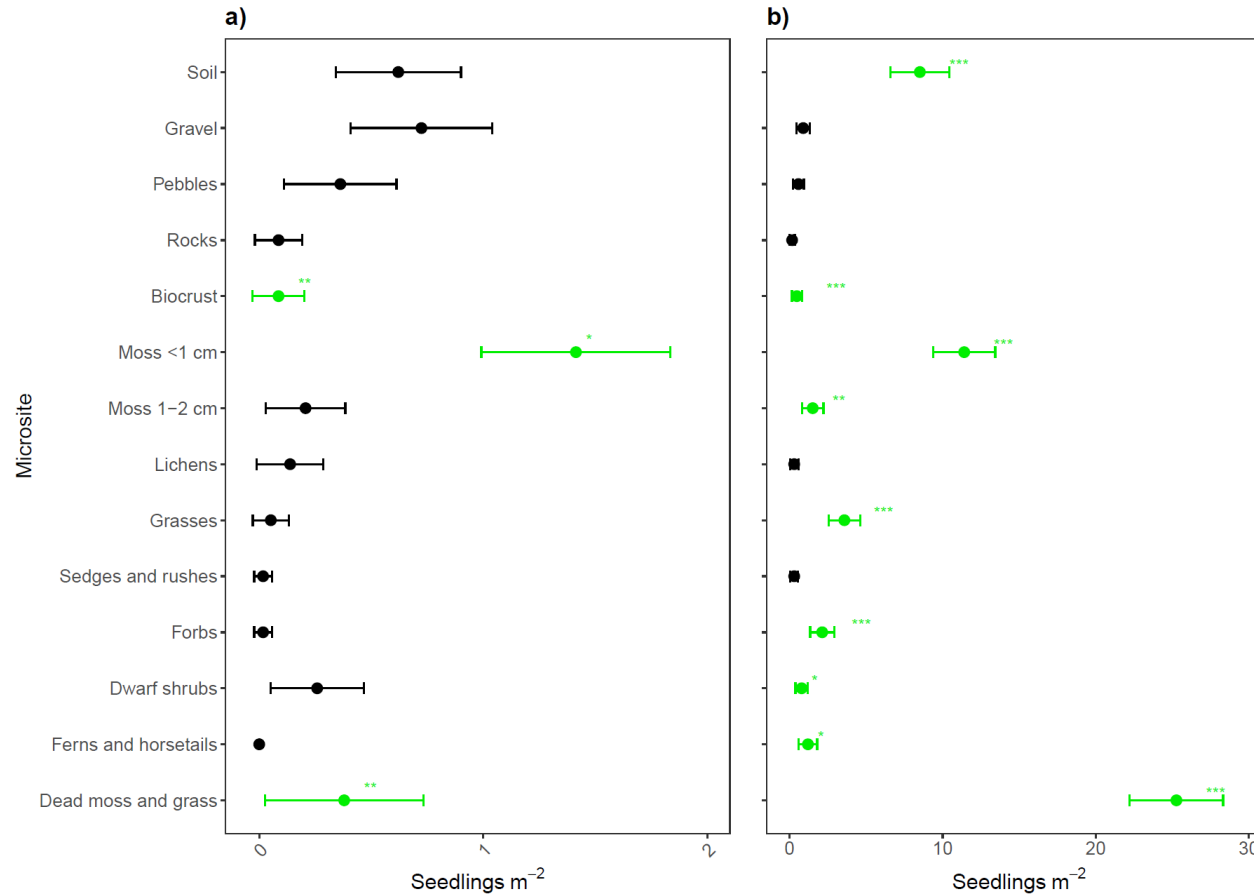 a)
b)
Microsite
Soil
Gravel
Pebbles
Rocks
Biocrust
Moss <1 cm
Moss 1−2 cm
Lichens
Grasses
Sedges and rushes
Forbs
Dwarf shrubs
Ferns and horsetails
Dead moss and grass
**
*
**
***
***
***
**
***
***
*
*
***
0
1
2
0
10
20
30
Seedlings m⁻²
Seedlings m⁻²